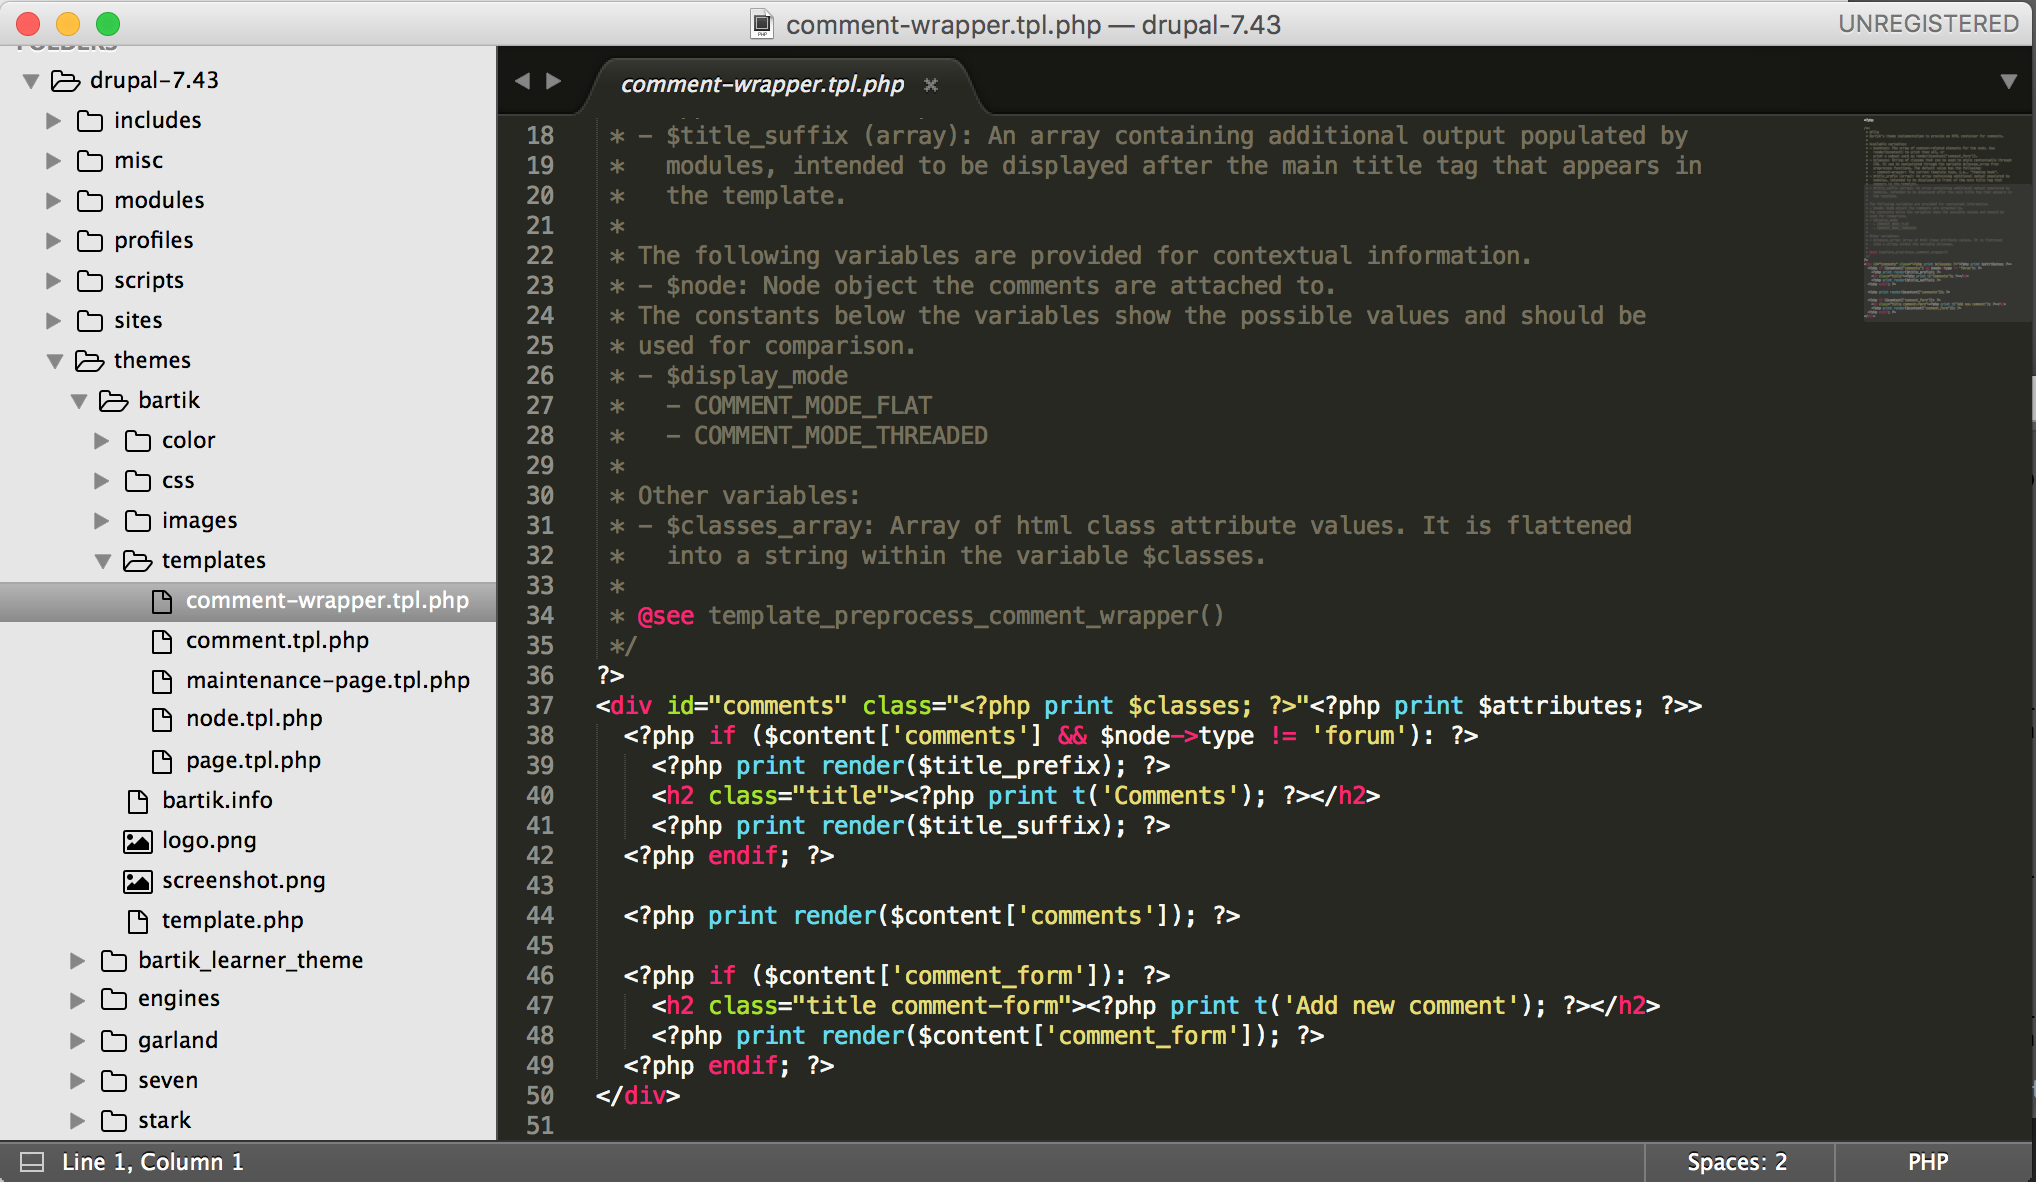 comment-wrapper.tpl.php — drupal-7.43
UNREGISTERED
FOLDERS
drupal-7.43
includes
misc
modules
profiles
scripts
sites
themes
bartik
color
css
images
templates
comment-wrapper.tpl.php
comment.tpl.php
maintenance-page.tpl.php
node.tpl.php
page.tpl.php
bartik.info
logo.png
screenshot.png
template.php
bartik_learner_theme
engines
garland
seven
stark
comment-wrapper.tpl.php
18 * - $title_suffix (array): An array containing additional output populated by
19 *   modules, intended to be displayed after the main title tag that appears in
20 *   the template.
21 *
22 * The following variables are provided for contextual information.
23 * - $node: Node object the comments are attached to.
24 * The constants below the variables show the possible values and should be
25 * used for comparison.
26 * - $display_mode
27 *   - COMMENT_MODE_FLAT
28 *   - COMMENT_MODE_THREADED
29 *
30 * Other variables:
31 * - $classes_array: Array of html class attribute values. It is flattened
32 *   into a string within the variable $classes.
33 *
34 * @see template_preprocess_comment_wrapper()
35 */
36 ?>
37 <div id="comments" class="<?php print $classes; ?>"<?php print $attributes; ?>>
38   <?php if ($content['comments'] && $node->type != 'forum'): ?>
39     <?php print render($title_prefix); ?>
40     <h2 class="title"><?php print t('Comments'); ?></h2>
41     <?php print render($title_suffix); ?>
42   <?php endif; ?>
43
44   <?php print render($content['comments']); ?>
45
46   <?php if ($content['comment_form']): ?>
47     <h2 class="title comment-form"><?php print t('Add new comment'); ?></h2>
48     <?php print render($content['comment_form']); ?>
49   <?php endif; ?>
50 </div>
51
Line 1, Column 1
Spaces: 2
PHP